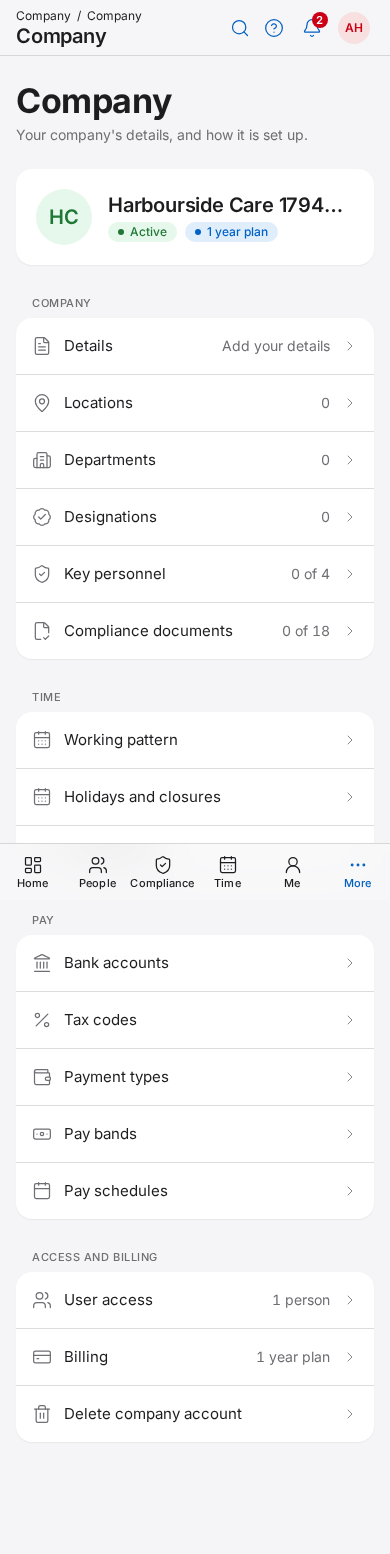 Company / Company
Company
2
AH
Company
Your company's details, and how it is set up.
HC
Harbourside Care 1794...
Active
1 year plan
COMPANY
Details Add your details
Locations 0
Departments 0
Designations 0
Key personnel 0 of 4
Compliance documents 0 of 18
TIME
Working pattern
Holidays and closures
Home People Compliance Time Me More
PAY
Bank accounts
Tax codes
Payment types
Pay bands
Pay schedules
ACCESS AND BILLING
User access 1 person
Billing 1 year plan
Delete company account